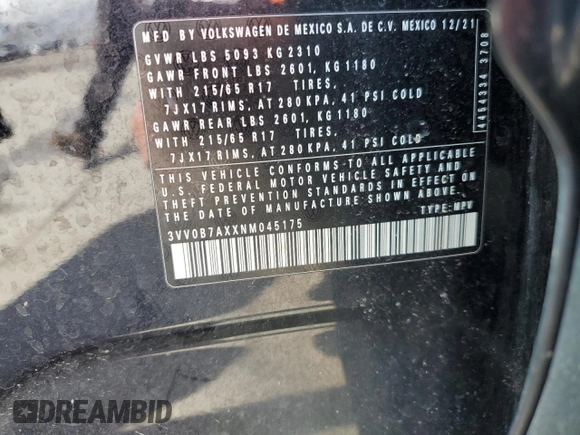 MFD BY VOLKSWAGEN DE MEXICO S.A. DE C.V. MEXICO 12/21
GVWR LBS 5093 KG 2310
GAWR FRONT LBS 2601, KG 1180
WITH 215/65 R17 TIRES,
7JX17 RIMS, AT 280 KPA, 41 PSI COLD
GAWR REAR LBS 2601, KG 1180
WITH 215/65 R17 TIRES,
7JX17 RIMS, AT 280 KPA, 41 PSI COLD
THIS VEHICLE CONFORMS-TO ALL APPLICABLE
U.S. FEDERAL MOTOR VEHICLE SAFETY AND
THEFT PREVENTION STANDARDS IN EFFECT ON
THE DATE OF MANUFACTURE SHOWN ABOVE.
TYPE-MPV
3VV0B7AXXNM045175
4454334 3708
DREAMBID